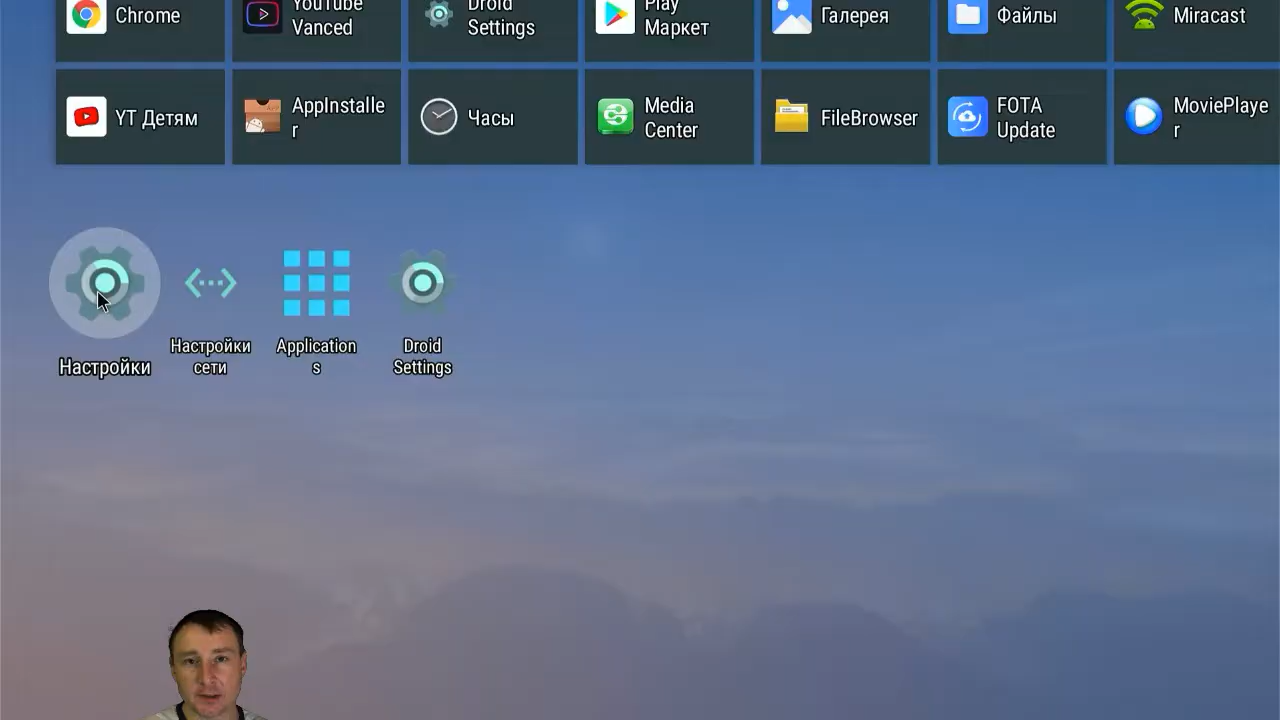 Chrome
YouTube
Vanced
Droid
Settings
Play
Маркет
Галерея
Файлы
Miracast
YT Детям
AppInstalle
r
Часы
Media
Center
FileBrowser
FOTA
Update
MoviePlaye
r
Настройки
Настройки
сети
Application
s
Droid
Settings